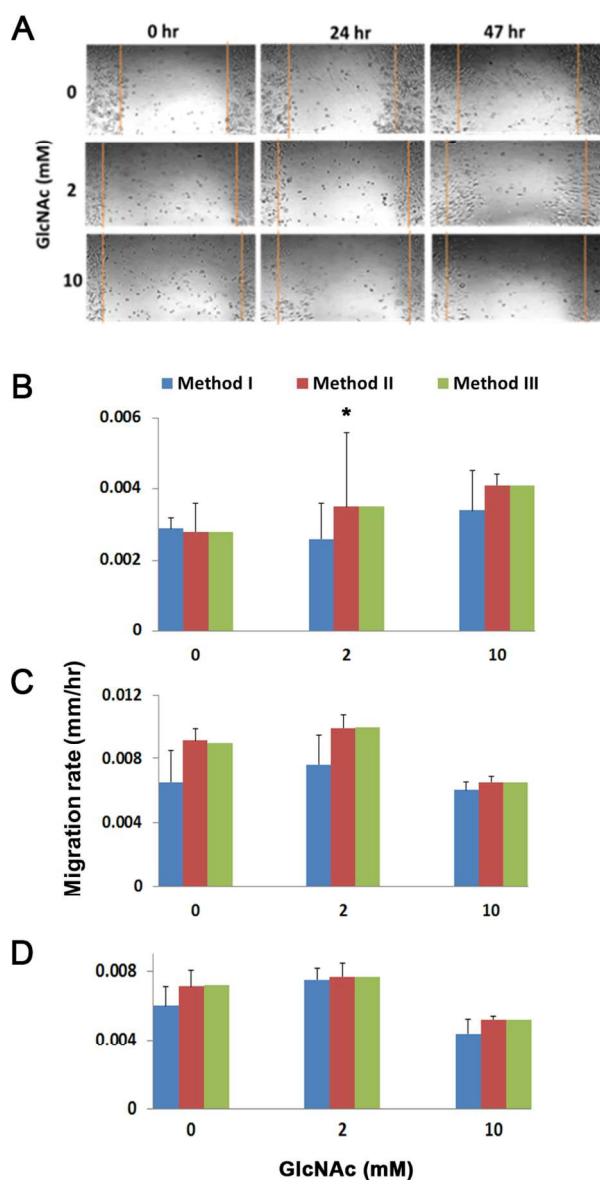 A
0 hr 24 hr 47 hr
GlcNAc (mM)
0
2
10
B
Method I Method II Method III
*
0.006
0.004
0.002
0
0 2 10
C
Migration rate (mm/hr)
0.012
0.008
0.004
0
0 2 10
D
0.008
0.004
0
0 2 10
GlcNAc (mM)